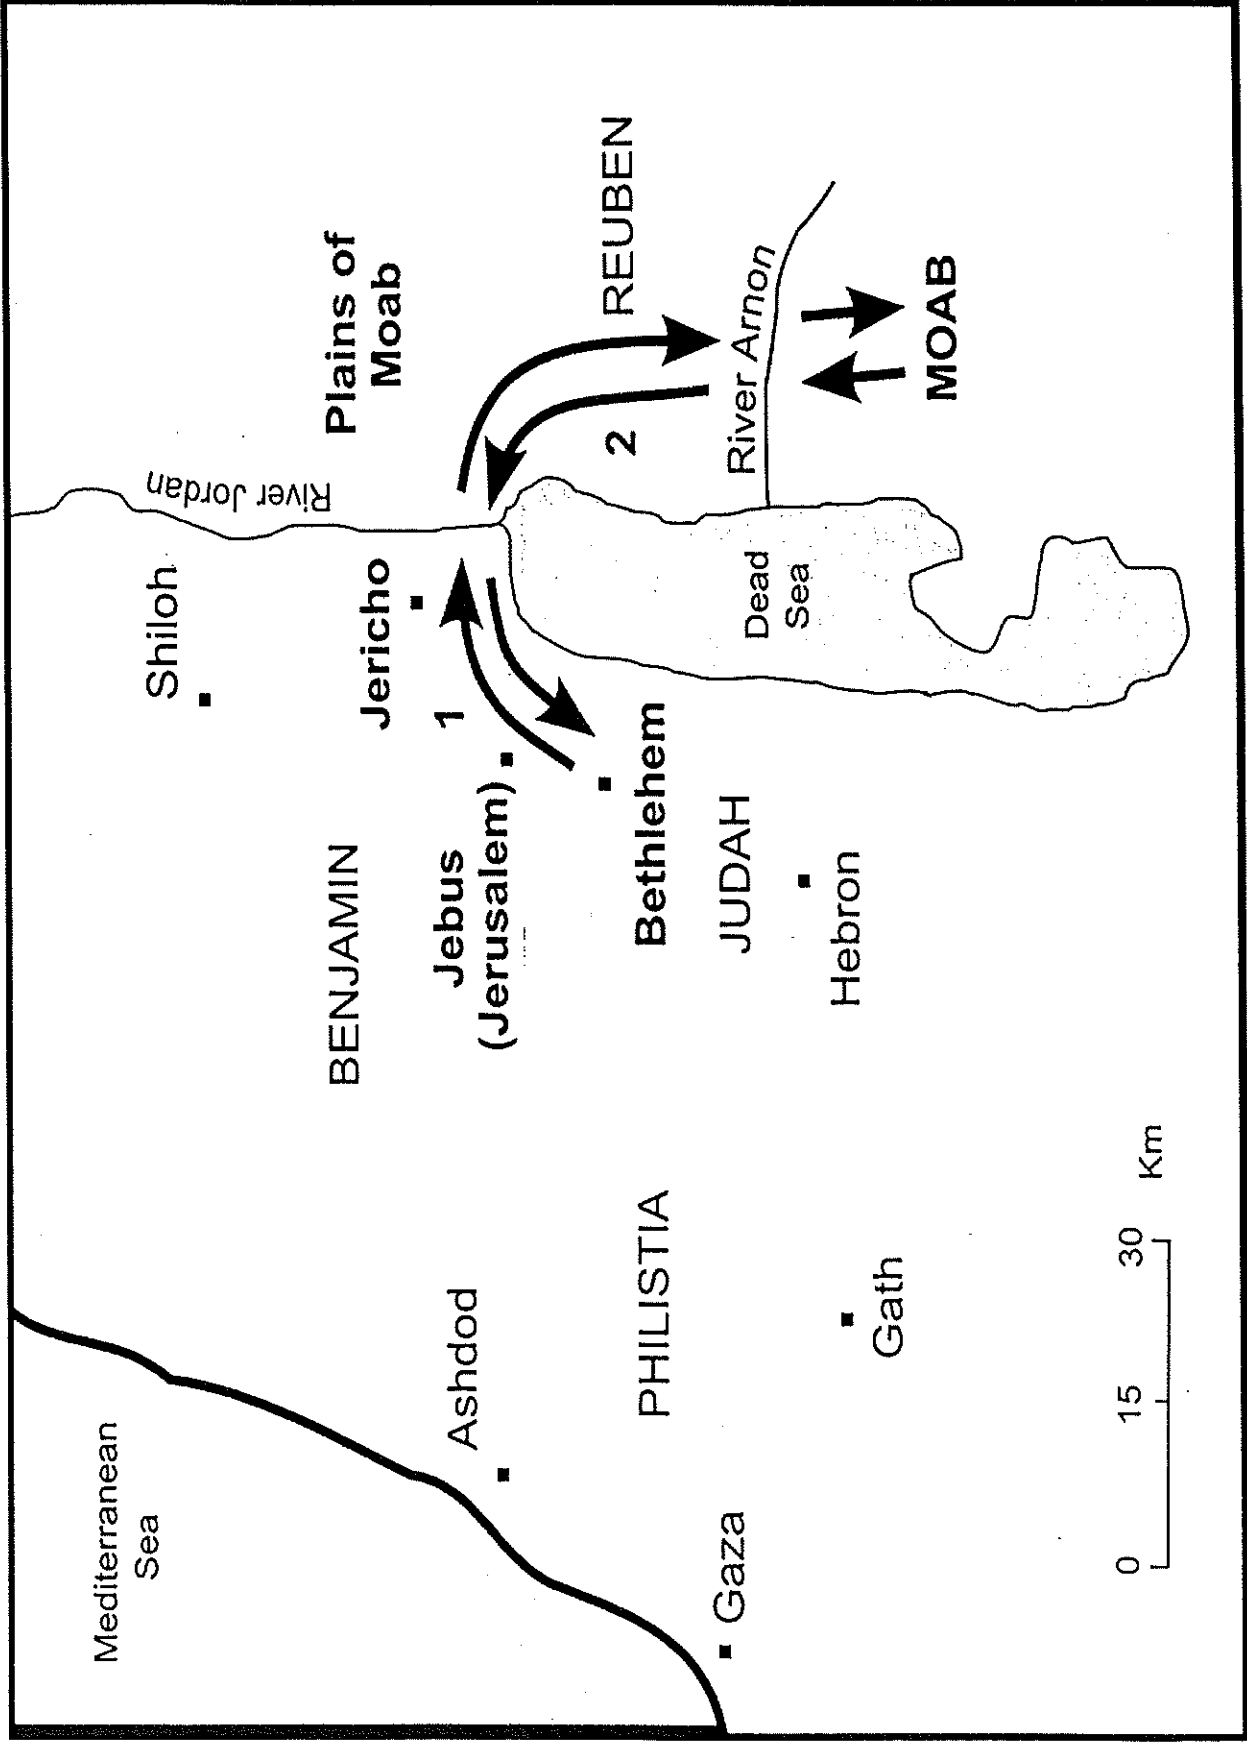 Mediterranean
Sea
Shiloh
River Jordan
BENJAMIN
Jericho
Plains of
Moab
Ashdod
Jebus
(Jerusalem)
1
2
REUBEN
PHILISTIA
Bethlehem
Gaza
JUDAH
Dead
Sea
River Arnon
Gath
Hebron
MOAB
0
15
30
Km